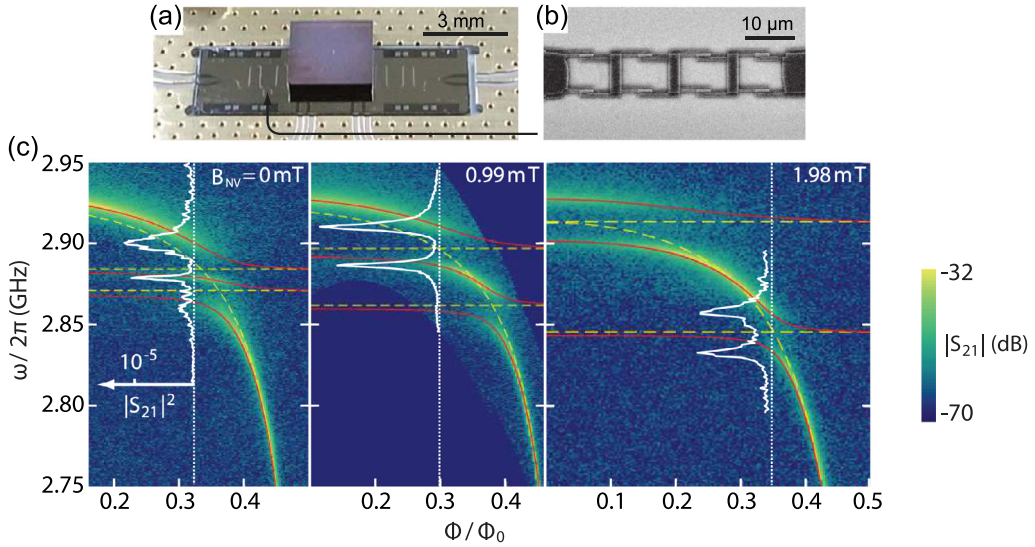 (a)
3 mm
(b)
10 μm
(c)
2.95
2.90
2.85
2.80
2.75
ω/ 2π (GHz)
B_NV = 0 mT
0.99 mT
1.98 mT
10⁻⁵
|S₂₁|²
-32
|S₂₁| (dB)
-70
0.2 0.3 0.4
0.2 0.3 0.4
0.1 0.2 0.3 0.4 0.5
Φ / Φ₀